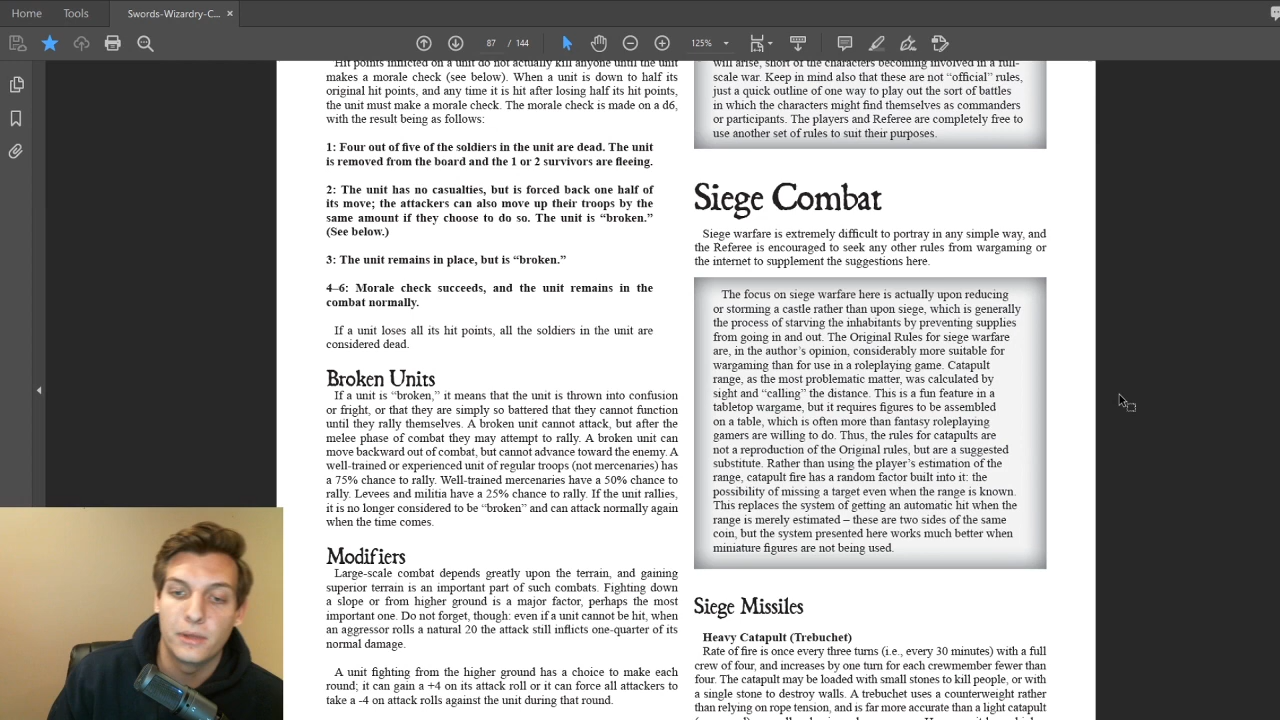 Home
Tools
Swords-Wizardry-C...
87 / 144
125%
Hit points inflicted on a unit do not actually kill anyone until the unit
makes a morale check (see below). When a unit is down to half its
original hit points, and any time it is hit after losing half its hit points,
the unit must make a morale check. The morale check is made on a d6,
with the result being as follows:
1: Four out of five of the soldiers in the unit are dead. The unit
is removed from the board and the 1 or 2 survivors are fleeing.
2: The unit has no casualties, but is forced back one half of
its move; the attackers can also move up their troops by the
same amount if they choose to do so. The unit is “broken.”
(See below.)
3: The unit remains in place, but is “broken.”
4–6: Morale check succeeds, and the unit remains in the
combat normally.
If a unit loses all its hit points, all the soldiers in the unit are
considered dead.
Broken Units
If a unit is “broken,” it means that the unit is thrown into confusion
or fright, or that they are simply so battered that they cannot function
until they rally themselves. A broken unit cannot attack, but after the
melee phase of combat they may attempt to rally. A broken unit can
move backward out of combat, but cannot advance toward the enemy. A
well-trained or experienced unit of regular troops (not mercenaries) has
a 75% chance to rally. Well-trained mercenaries have a 50% chance to
rally. Levees and militia have a 25% chance to rally. If the unit rallies,
it is no longer considered to be “broken” and can attack normally again
when the time comes.
Modifiers
Large-scale combat depends greatly upon the terrain, and gaining
superior terrain is an important part of such combats. Fighting down
a slope or from higher ground is a major factor, perhaps the most
important one. Do not forget, though: even if a unit cannot be hit, when
an aggressor rolls a natural 20 the attack still inflicts one-quarter of its
normal damage.
A unit fighting from the higher ground has a choice to make each
round; it can gain a +4 on its attack roll or it can force all attackers to
take a -4 on attack rolls against the unit during that round.
will arise, short of the characters becoming involved in a full-
scale war. Keep in mind also that these are not “official” rules,
just a quick outline of one way to play out the sort of battles
in which the characters might find themselves as commanders
or participants. The players and Referee are completely free to
use another set of rules to suit their purposes.
Siege Combat
Siege warfare is extremely difficult to portray in any simple way, and
the Referee is encouraged to seek any other rules from wargaming or
the internet to supplement the suggestions here.
The focus on siege warfare here is actually upon reducing
or storming a castle rather than upon siege, which is generally
the process of starving the inhabitants by preventing supplies
from going in and out. The Original Rules for siege warfare
are, in the author’s opinion, considerably more suitable for
wargaming than for use in a roleplaying game. Catapult
range, as the most problematic matter, was calculated by
sight and “calling” the distance. This is a fun feature in a
tabletop wargame, but it requires figures to be assembled
on a table, which is often more than fantasy roleplaying
gamers are willing to do. Thus, the rules for catapults are
not a reproduction of the Original rules, but are a suggested
substitute. Rather than using the player’s estimation of the
range, catapult fire has a random factor built into it: the
possibility of missing a target even when the range is known.
This replaces the system of getting an automatic hit when the
range is merely estimated – these are two sides of the same
coin, but the system presented here works much better when
miniature figures are not being used.
Siege Missiles
Heavy Catapult (Trebuchet)
Rate of fire is once every three turns (i.e., every 30 minutes) with a full
crew of four, and increases by one turn for each crewmember fewer than
four. The catapult may be loaded with small stones to kill people, or with
a single stone to destroy walls. A trebuchet uses a counterweight rather
than relying on rope tension, and is far more accurate than a light catapult